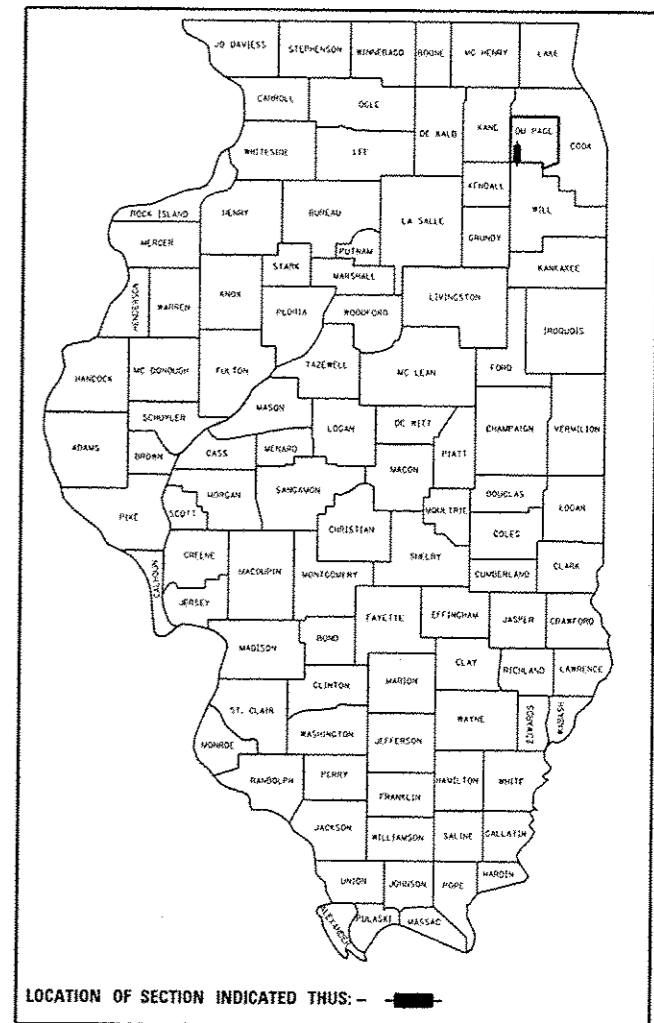 JO DAVIESS STEPHENSON WINNEBAGO BOONE MC HENRY LAKE
CARROLL OGLE DE KALB KANE DU PAGE COOK
WHITESIDE LEE
KENDALL WILL
ROCK ISLAND HENRY BUREAU LA SALLE GRUNDY
MERCER PUTNAM KANKAKEE
STARK MARSHALL
HENDERSON WARREN KNOX PEORIA WOODFORD LIVINGSTON IROQUOIS
HANCOCK MC DONOUGH FULTON TAZEWELL MC LEAN FORD
SCHUYLER MASON LOGAN DE WITT CHAMPAIGN VERMILION
ADAMS BROWN CASS MENARD PIATT
MACON
PIKE SCOTT MORGAN SANGAMON MOULTRIE DOUGLAS LOGAN
CHRISTIAN COLES
CALHOUN GREENE MACOUPIN MONTGOMERY SHELBY CUMBERLAND CLARK
JERSEY FAYETTE EFFINGHAM JASPER CRAWFORD
MADISON BOND
CLAY RICHLAND LAWRENCE
CLINTON MARION
ST. CLAIR WAYNE EDWARDS WABASH
MONROE WASHINGTON JEFFERSON
RANDOLPH PERRY HAMILTON WHITE
FRANKLIN
JACKSON WILLIAMSON SALINE GALLATIN
UNION JOHNSON POPE HARDIN
ALEXANDER PULASKI MASSAC
LOCATION OF SECTION INDICATED THUS: -